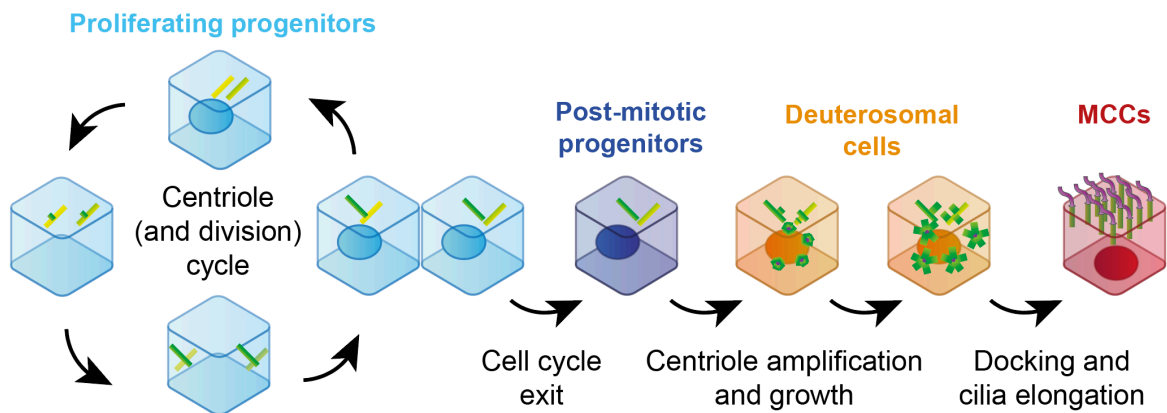 Proliferating progenitors
Centriole
(and division)
cycle
Post-mitotic
progenitors
Deuterosomal
cells
MCCs
Cell cycle
exit
Centriole amplification
and growth
Docking and
cilia elongation